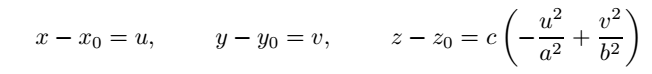 x − x₀ = u, y − y₀ = v, z − z₀ = c(−u²/a² + v²/b²)